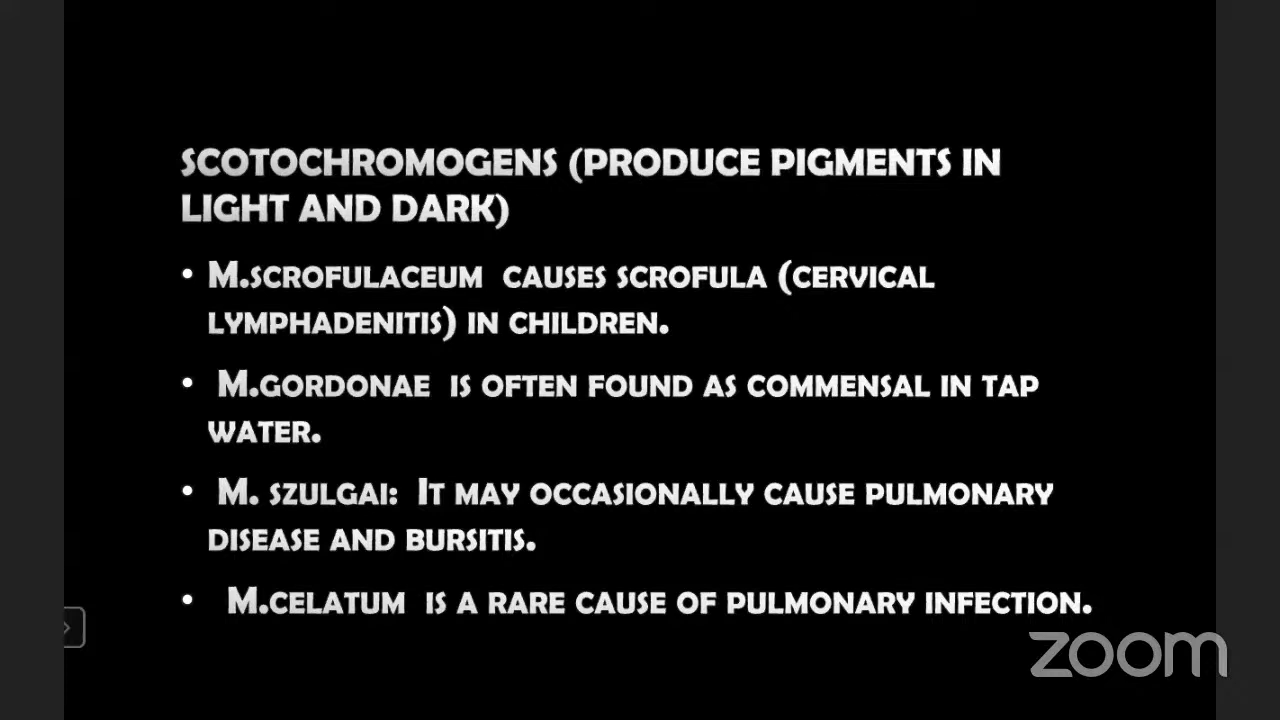 SCOTOCHROMOGENS (PRODUCE PIGMENTS IN
LIGHT AND DARK)
• M.SCROFULACEUM CAUSES SCROFULA (CERVICAL
LYMPHADENITIS) IN CHILDREN.
• M.GORDONAE IS OFTEN FOUND AS COMMENSAL IN TAP
WATER.
• M. SZULGAI: IT MAY OCCASIONALLY CAUSE PULMONARY
DISEASE AND BURSITIS.
• M.CELATUM IS A RARE CAUSE OF PULMONARY INFECTION.
zoom